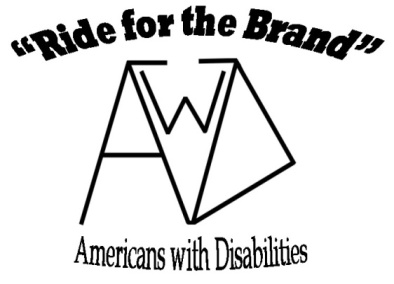 “Ride for the Brand”
AWD
Americans with Disabilities